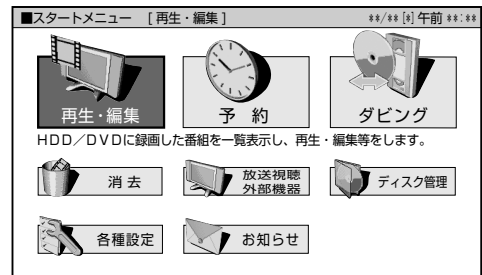 ■スタートメニュー [再生・編集] **/** [*] 午前 **:**
再生・編集 予約 ダビング
HDD/DVDに録画した番組を一覧表示し、再生・編集等をします。
消去 放送視聴 外部機器 ディスク管理
各種設定 お知らせ